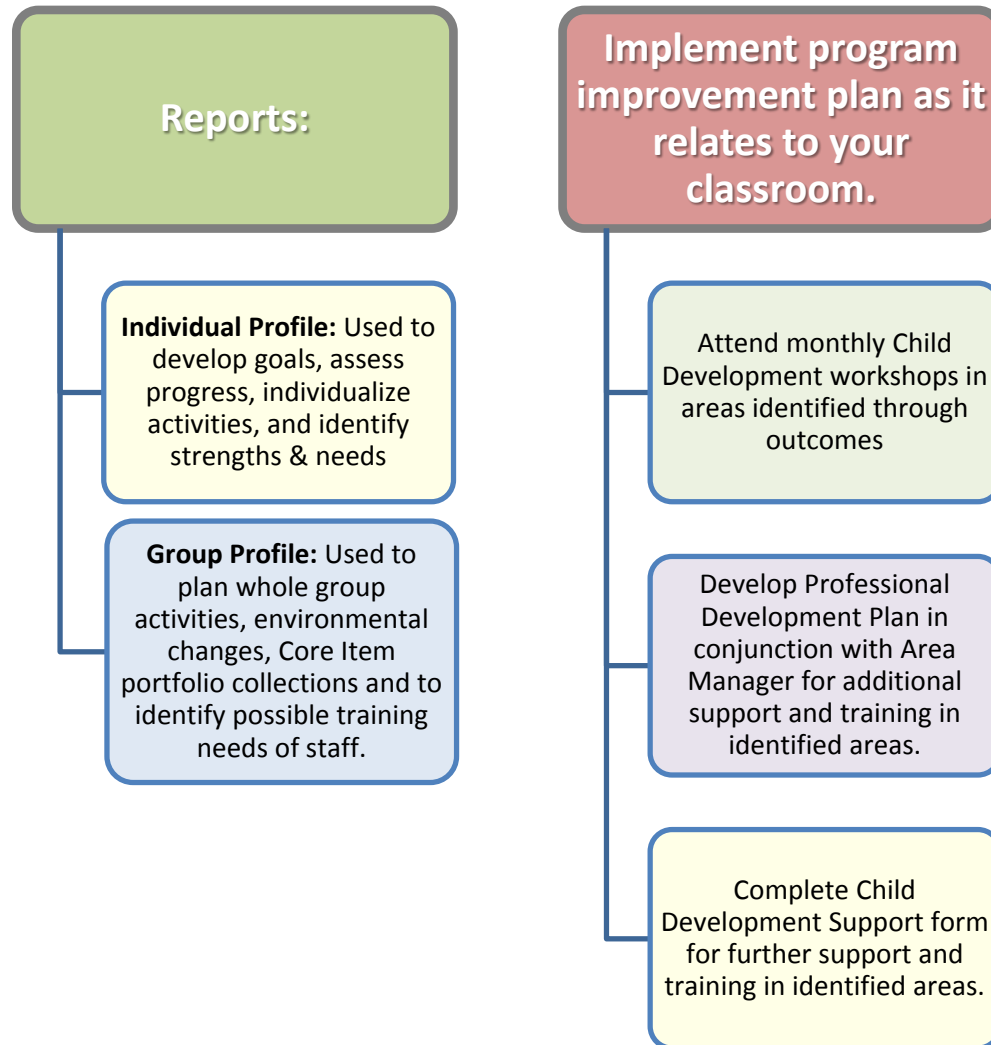 Reports:
Individual Profile: Used to
develop goals, assess
progress, individualize
activities, and identify
strengths & needs
Group Profile: Used to
plan whole group
activities, environmental
changes, Core Item
portfolio collections and to
identify possible training
needs of staff.
Implement program
improvement plan as it
relates to your
classroom.
Attend monthly Child
Development workshops in
areas identified through
outcomes
Develop Professional
Development Plan in
conjunction with Area
Manager for additional
support and training in
identified areas.
Complete Child
Development Support form
for further support and
training in identified areas.